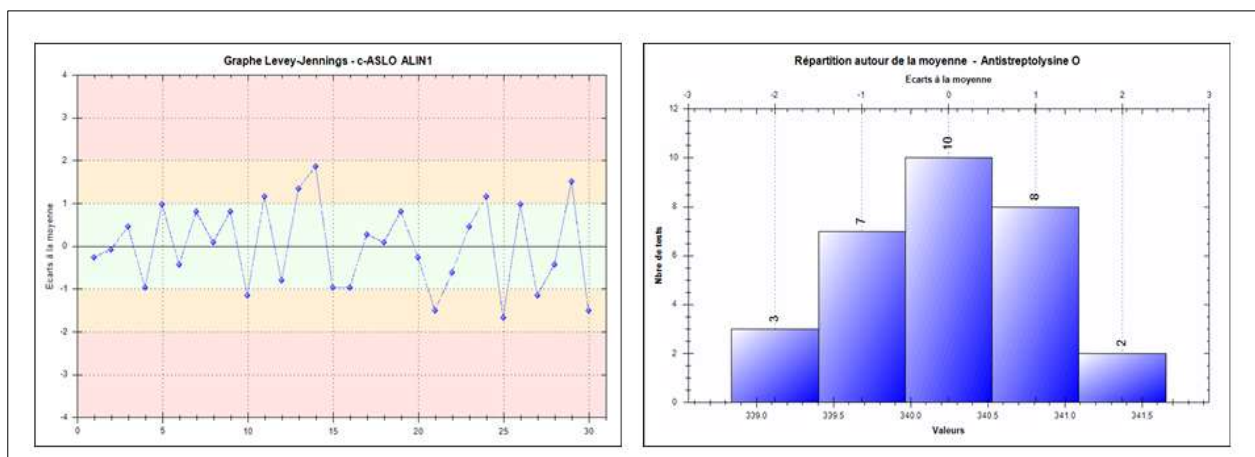 Graphe Levey-Jennings - c-ASLO ALIN1
4
3
2
1
0
-1
-2
-3
-4
Ecarts à la moyenne
0 5 10 15 20 25 30
Répartition autour de la moyenne - Antistreptolysine O
Ecarts à la moyenne
-3 -2 -1 0 1 2 3
12
10
8
6
4
2
0
Nbre de tests
3 7 10 8 2
339.0 339.5 340.0 340.5 341.0 341.5
Valeurs